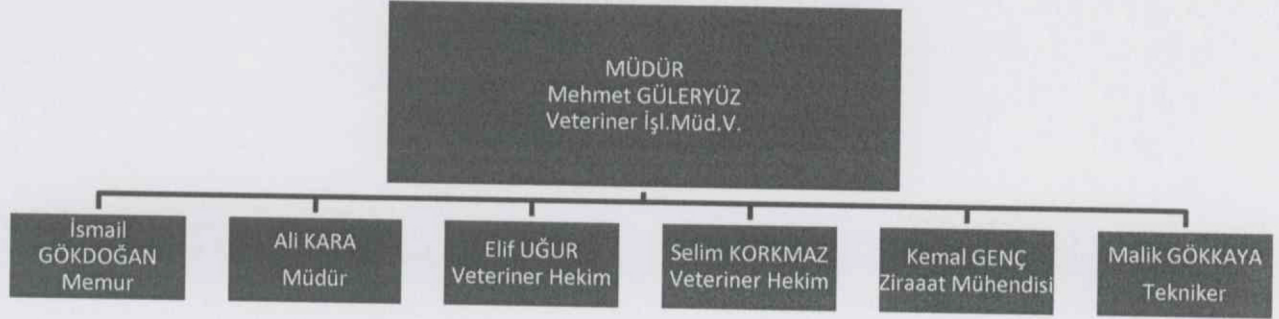 MÜDÜR
Mehmet GÜLERYÜZ
Veteriner İşl.Müd.V.
İsmail
GÖKDOĞAN
Memur
Ali KARA
Müdür
Elif UĞUR
Veteriner Hekim
Selim KORKMAZ
Veteriner Hekim
Kemal GENÇ
Ziraaat Mühendisi
Malik GÖKKAYA
Tekniker